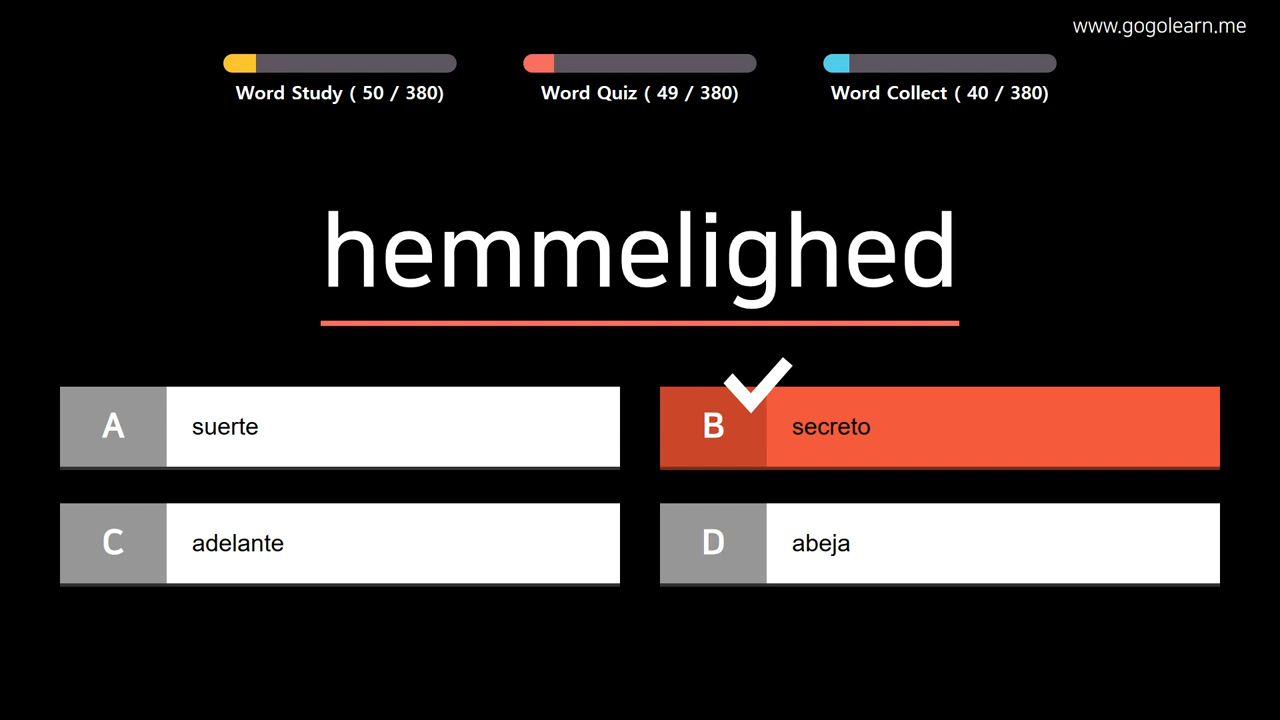 www.gogolearn.me
Word Study ( 50 / 380)
Word Quiz ( 49 / 380)
Word Collect ( 40 / 380)
hemmelighed
A suerte
B secreto
C adelante
D abeja